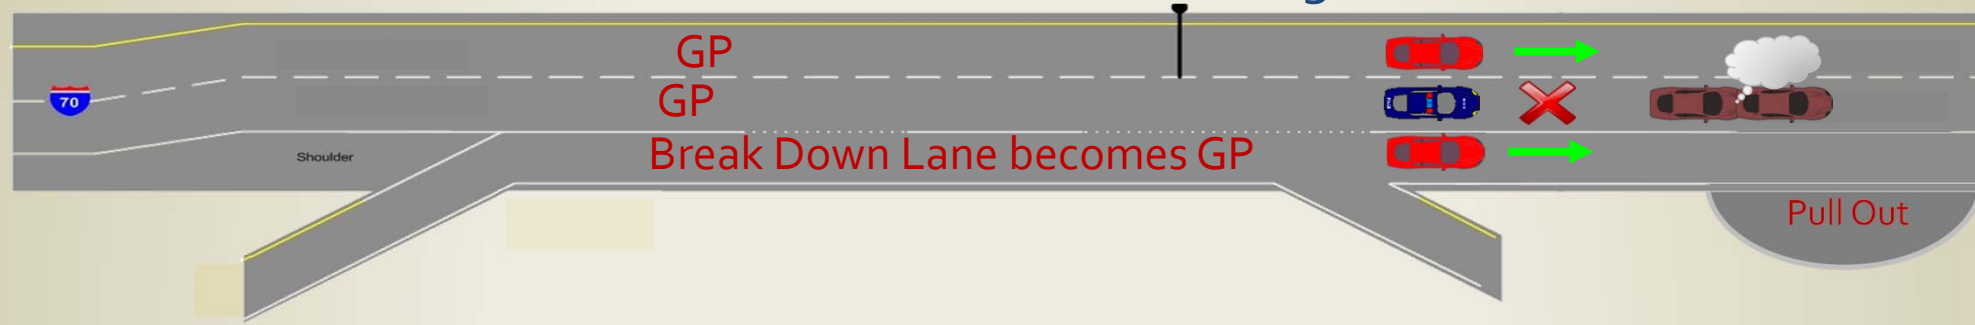 GP
70
GP
Shoulder
Break Down Lane becomes GP
Pull Out